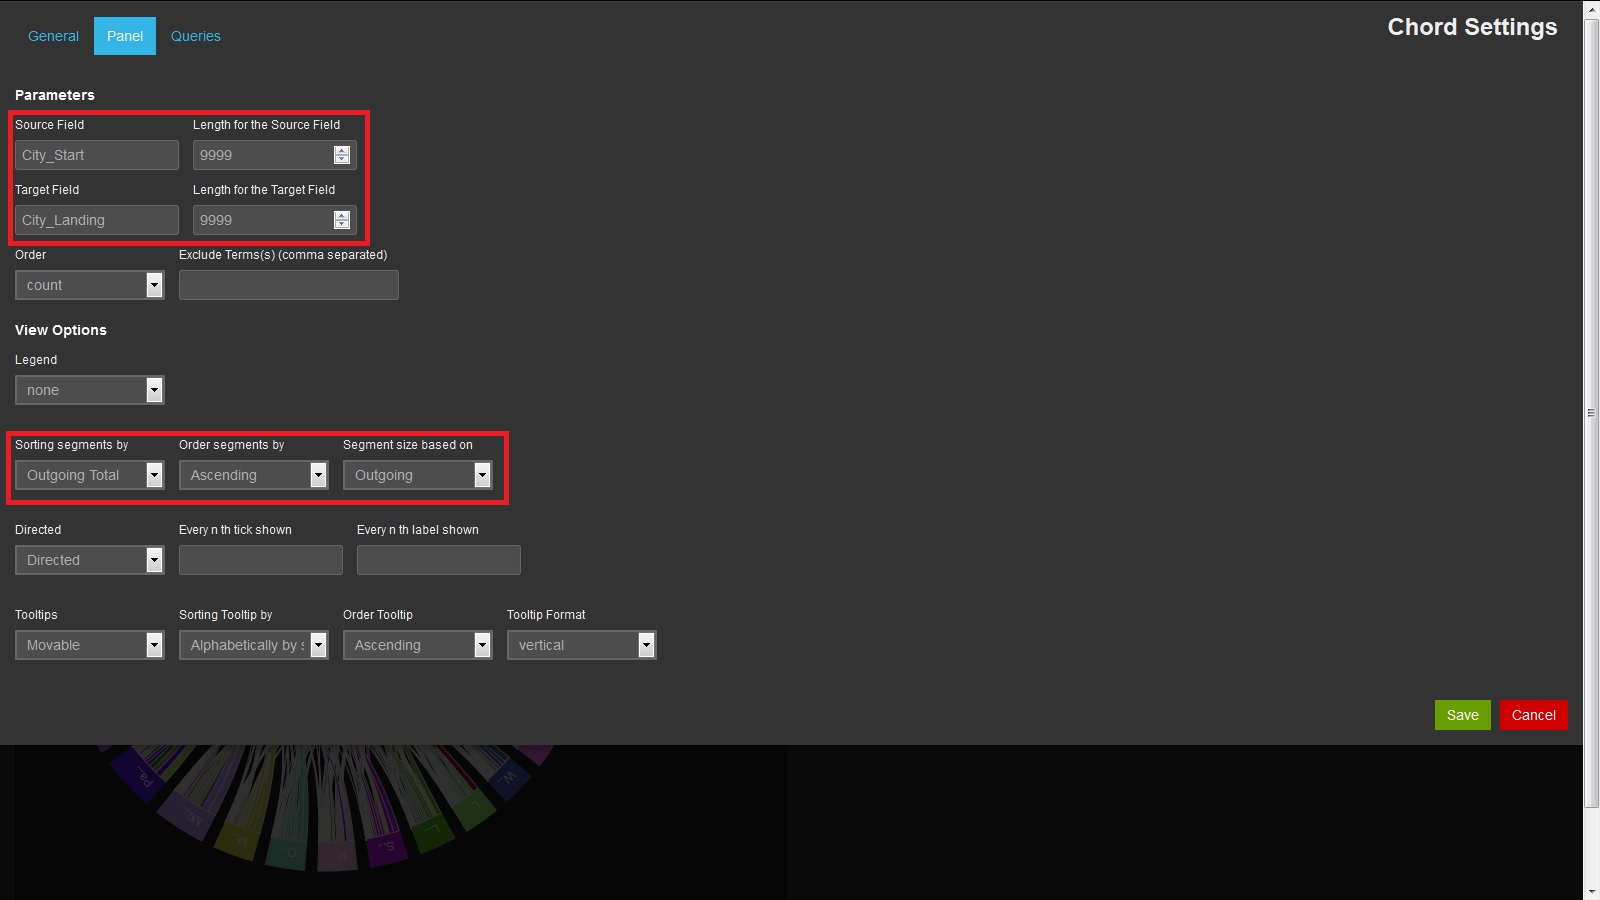 General Panel Queries Chord Settings
Parameters
Source Field Length for the Source Field
City_Start 9999
Target Field Length for the Target Field
City_Landing 9999
Order Exclude Terms(s) (comma separated)
count
View Options
Legend
none
Sorting segments by Order segments by Segment size based on
Outgoing Total Ascending Outgoing
Directed Every n th tick shown Every n th label shown
Directed
Tooltips Sorting Tooltip by Order Tooltip Tooltip Format
Movable Alphabetically by s Ascending vertical
Save Cancel
Pa...
Mi...
M...
S...
L...
W...